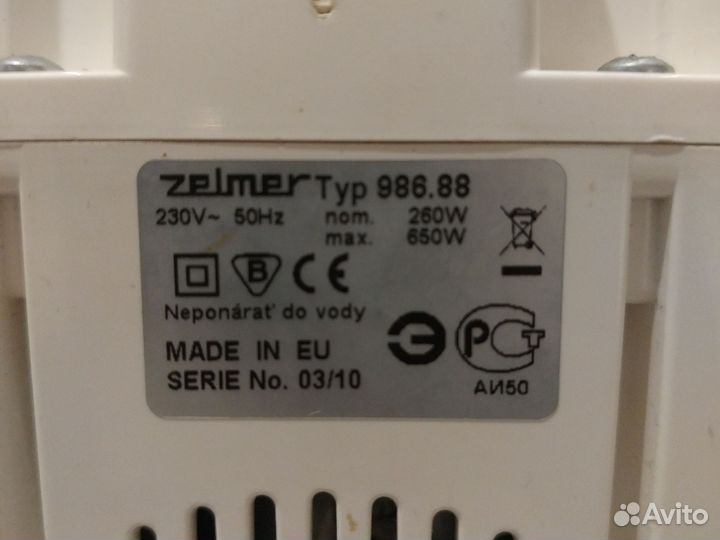 zelmer Typ 986.88
230V~ 50Hz nom. 260W
max. 650W
B CE
Neponárať do vody
MADE IN EU
SERIE No. 03/10
Э РСТ
АИ50
Avito